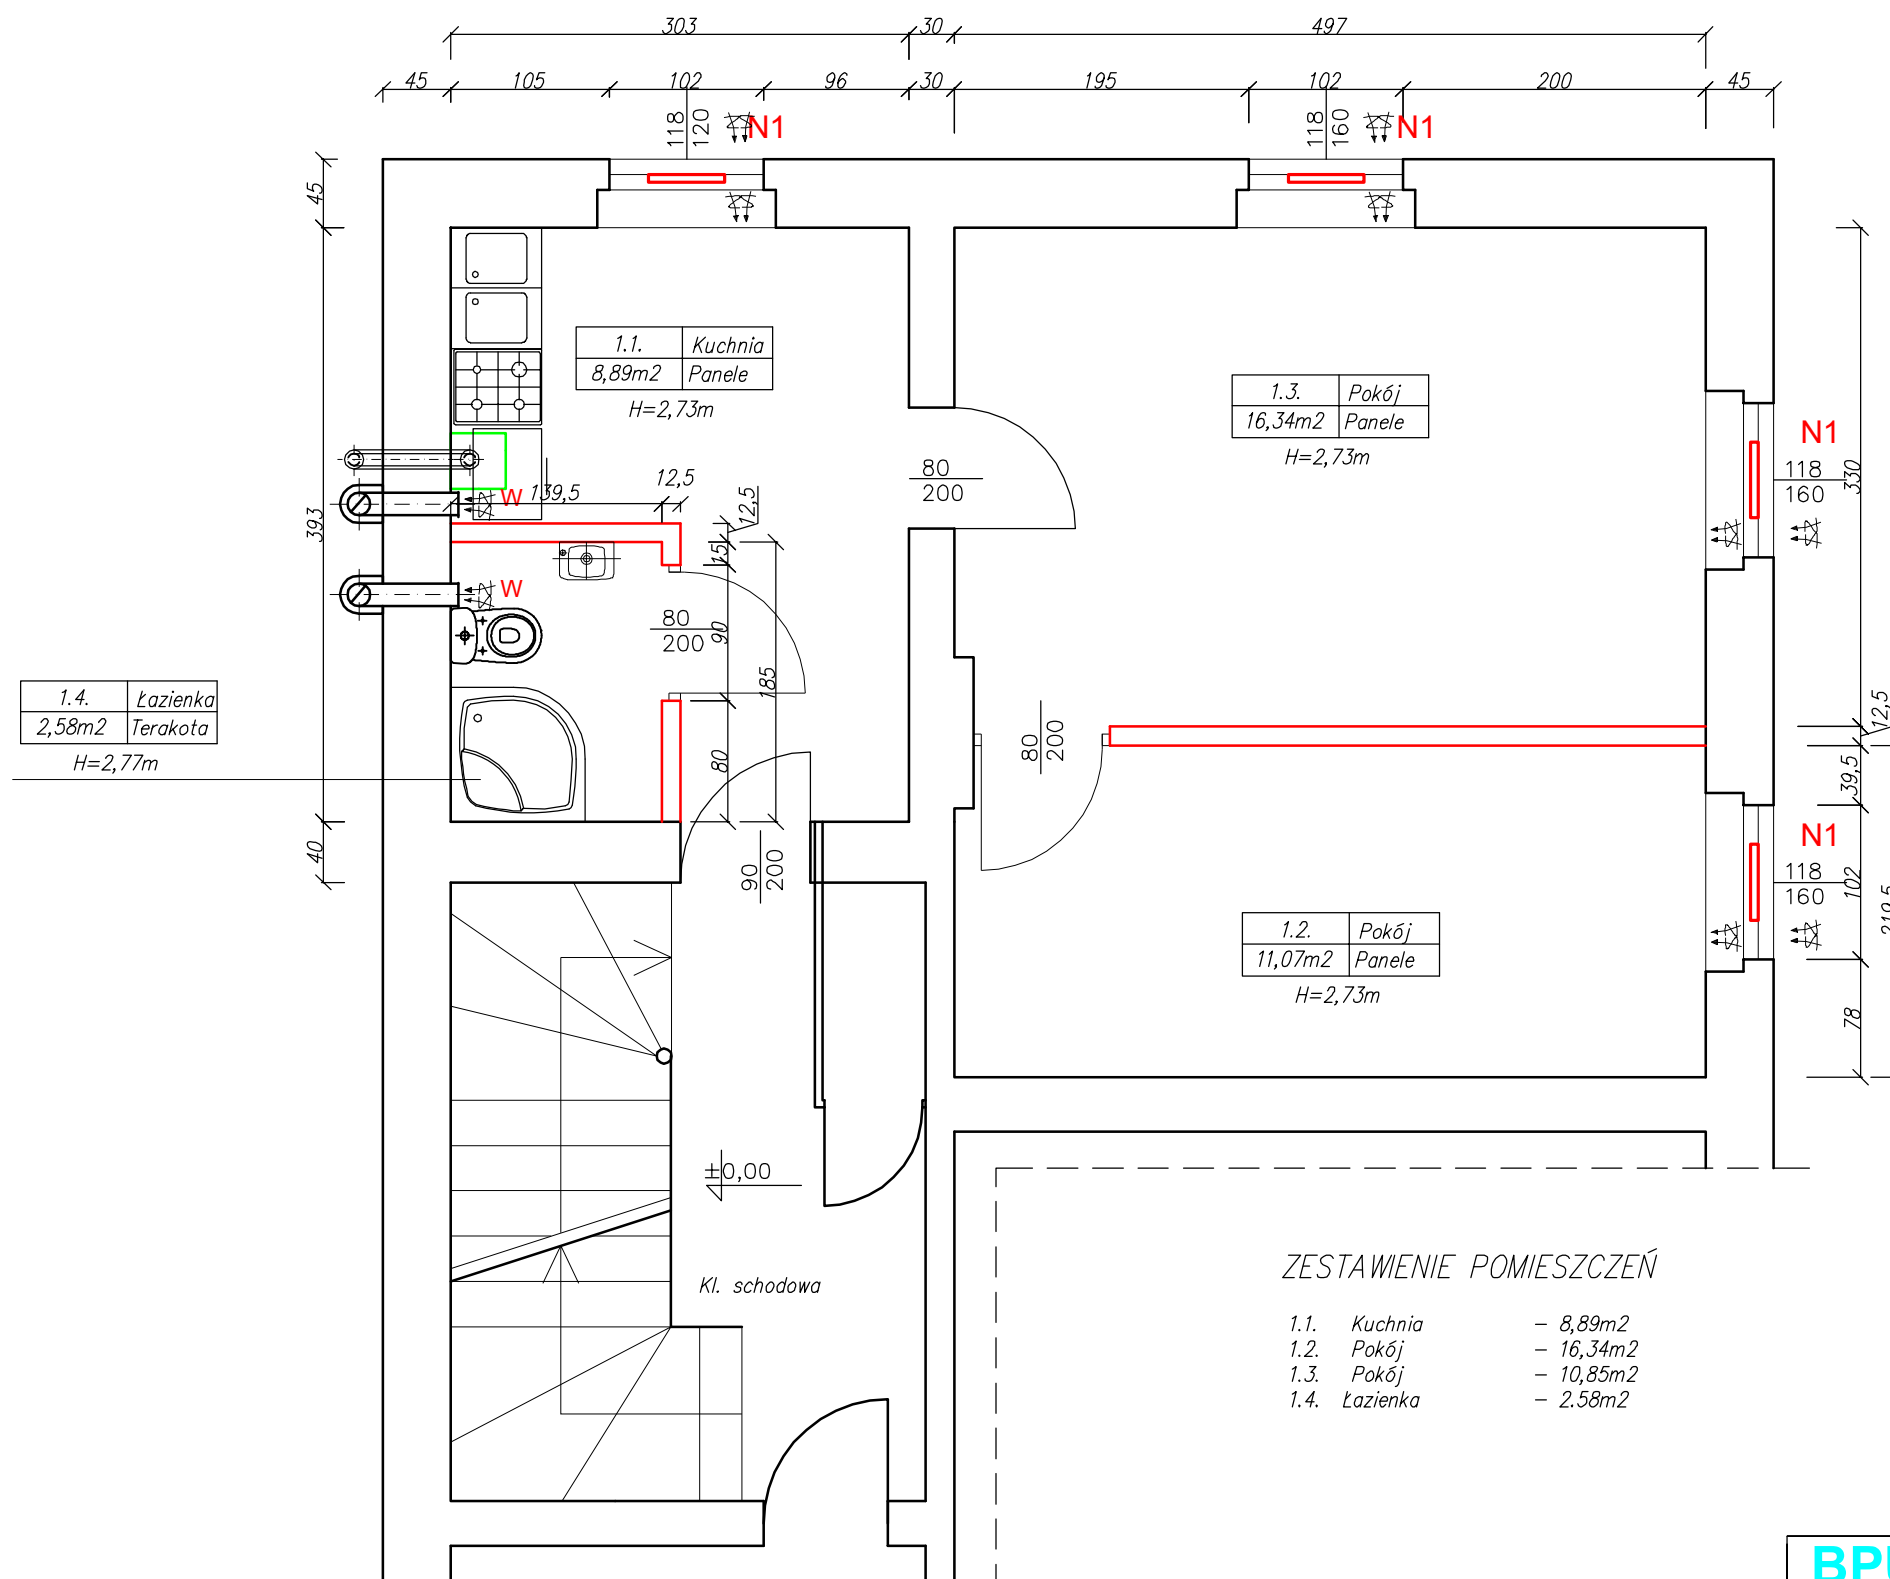 303 30 497
45 105 102 96 30 195 102 200 45
118
120
N1
118
160
N1
45
393
40
1.1. Kuchnia
8,89m2 Panele
H=2,73m
1.3. Pokój
16,34m2 Panele
H=2,73m
N1
118
160
330
80
200
12,5
139,5
W
12,5
15
W
80
200
90
185
80
1.4. Łazienka
2,58m2 Terakota
H=2,77m
80
200
12,5
39,5
N1
118
160
102
219,5
78
90
200
1.2. Pokój
11,07m2 Panele
H=2,73m
±0,00
Kl. schodowa
ZESTAWIENIE POMIESZCZEŃ
1.1. Kuchnia – 8,89m2
1.2. Pokój – 16,34m2
1.3. Pokój – 10,85m2
1.4. Łazienka – 2.58m2